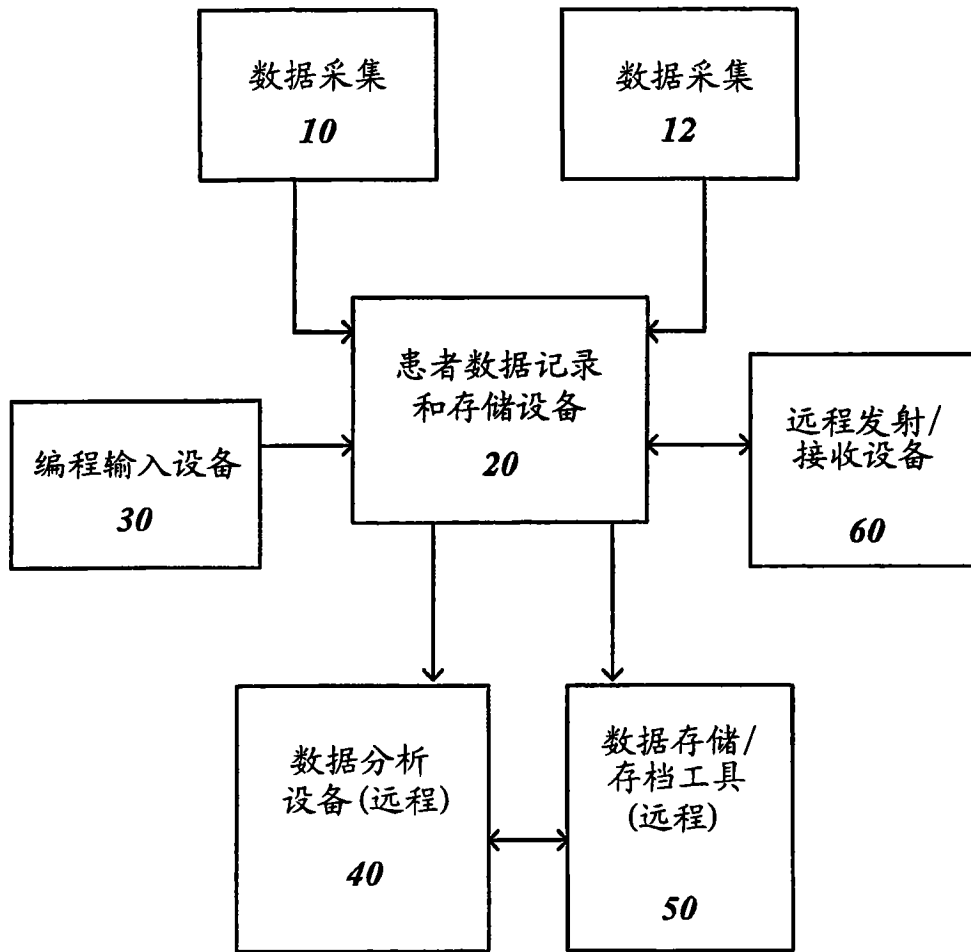 数据采集
10
数据采集
12
患者数据记录
和存储设备
20
编程输入设备
30
远程发射/
接收设备
60
数据分析
设备(远程)
40
数据存储/
存档工具
(远程)
50